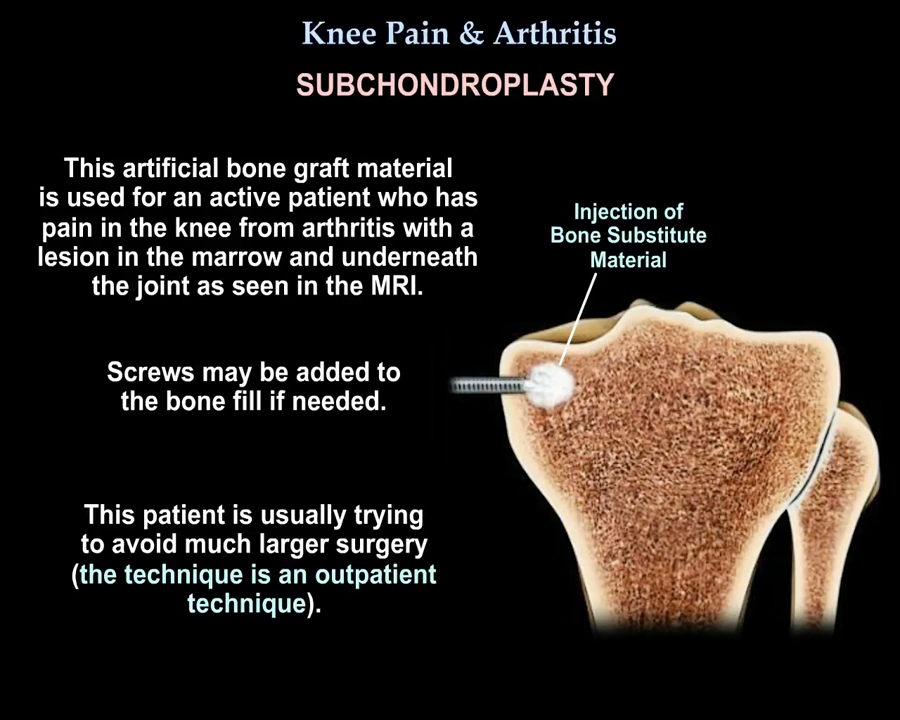 Knee Pain & Arthritis
SUBCHONDROPLASTY
This artificial bone graft material
is used for an active patient who has
pain in the knee from arthritis with a
lesion in the marrow and underneath
the joint as seen in the MRI.
Injection of
Bone Substitute
Material
Screws may be added to
the bone fill if needed.
This patient is usually trying
to avoid much larger surgery
(the technique is an outpatient
technique).